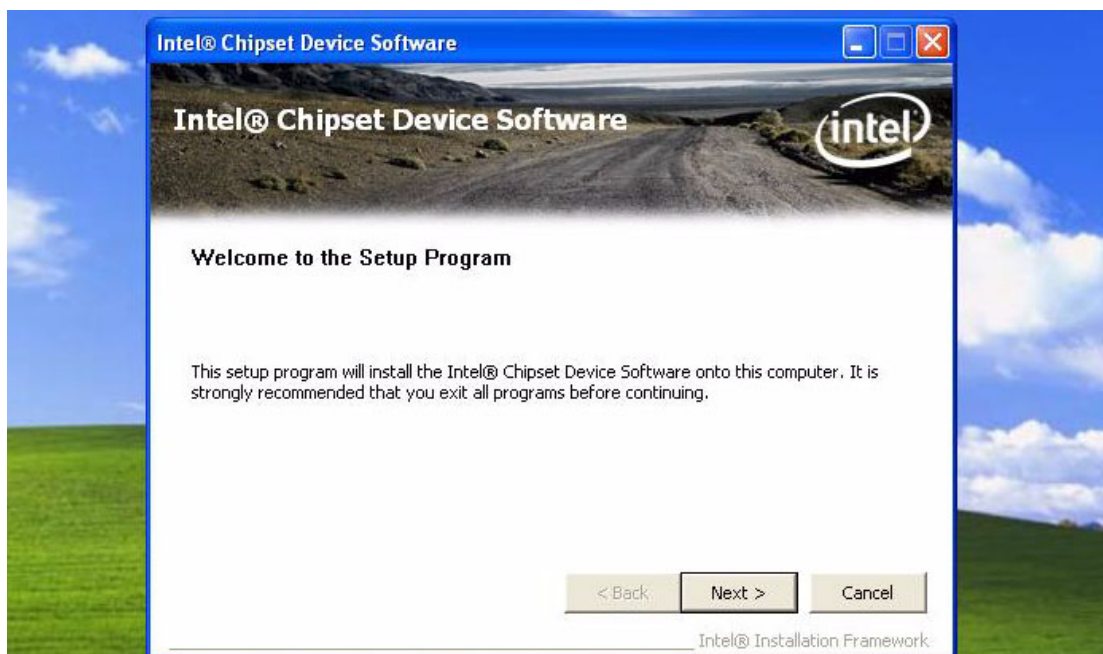 Intel® Chipset Device Software
Intel® Chipset Device Software
intel
Welcome to the Setup Program
This setup program will install the Intel® Chipset Device Software onto this computer. It is
strongly recommended that you exit all programs before continuing.
< Back Next > Cancel
Intel® Installation Framework